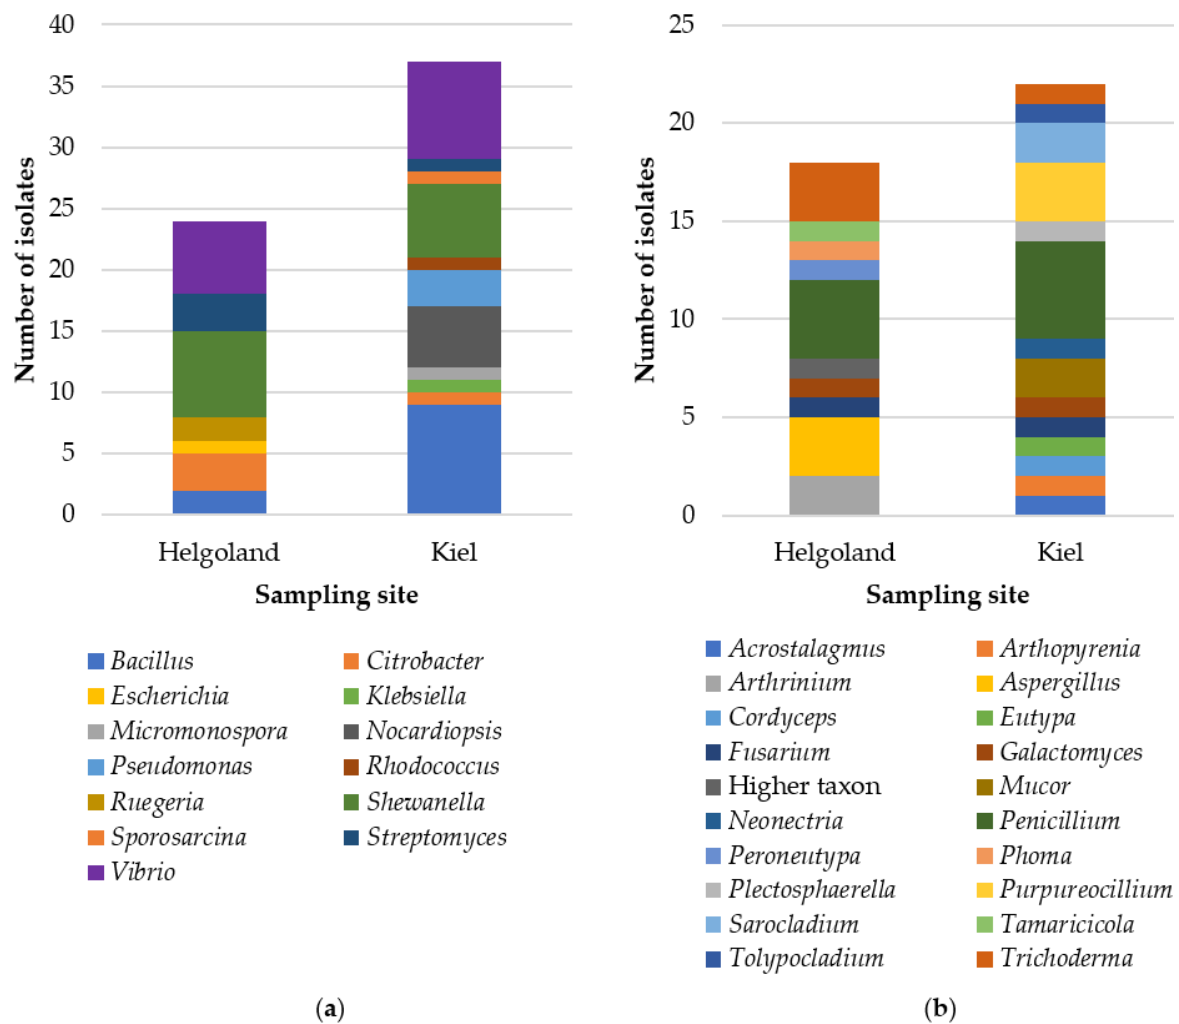 40
35
30
25
20
15
10
5
0
Number of isolates
Helgoland Kiel
Sampling site
Bacillus Citrobacter
Escherichia Klebsiella
Micromonospora Nocardiopsis
Pseudomonas Rhodococcus
Ruegeria Shewanella
Sporosarcina Streptomyces
Vibrio
(a)
25
20
15
10
5
0
Number of isolates
Helgoland Kiel
Sampling site
Acrostalagmus Arthopyrenia
Arthrinium Aspergillus
Cordyceps Eutypa
Fusarium Galactomyces
Higher taxon Mucor
Neonectria Penicillium
Peroneutypa Phoma
Plectosphaerella Purpureocillium
Sarocladium Tamaricicola
Tolypocladium Trichoderma
(b)